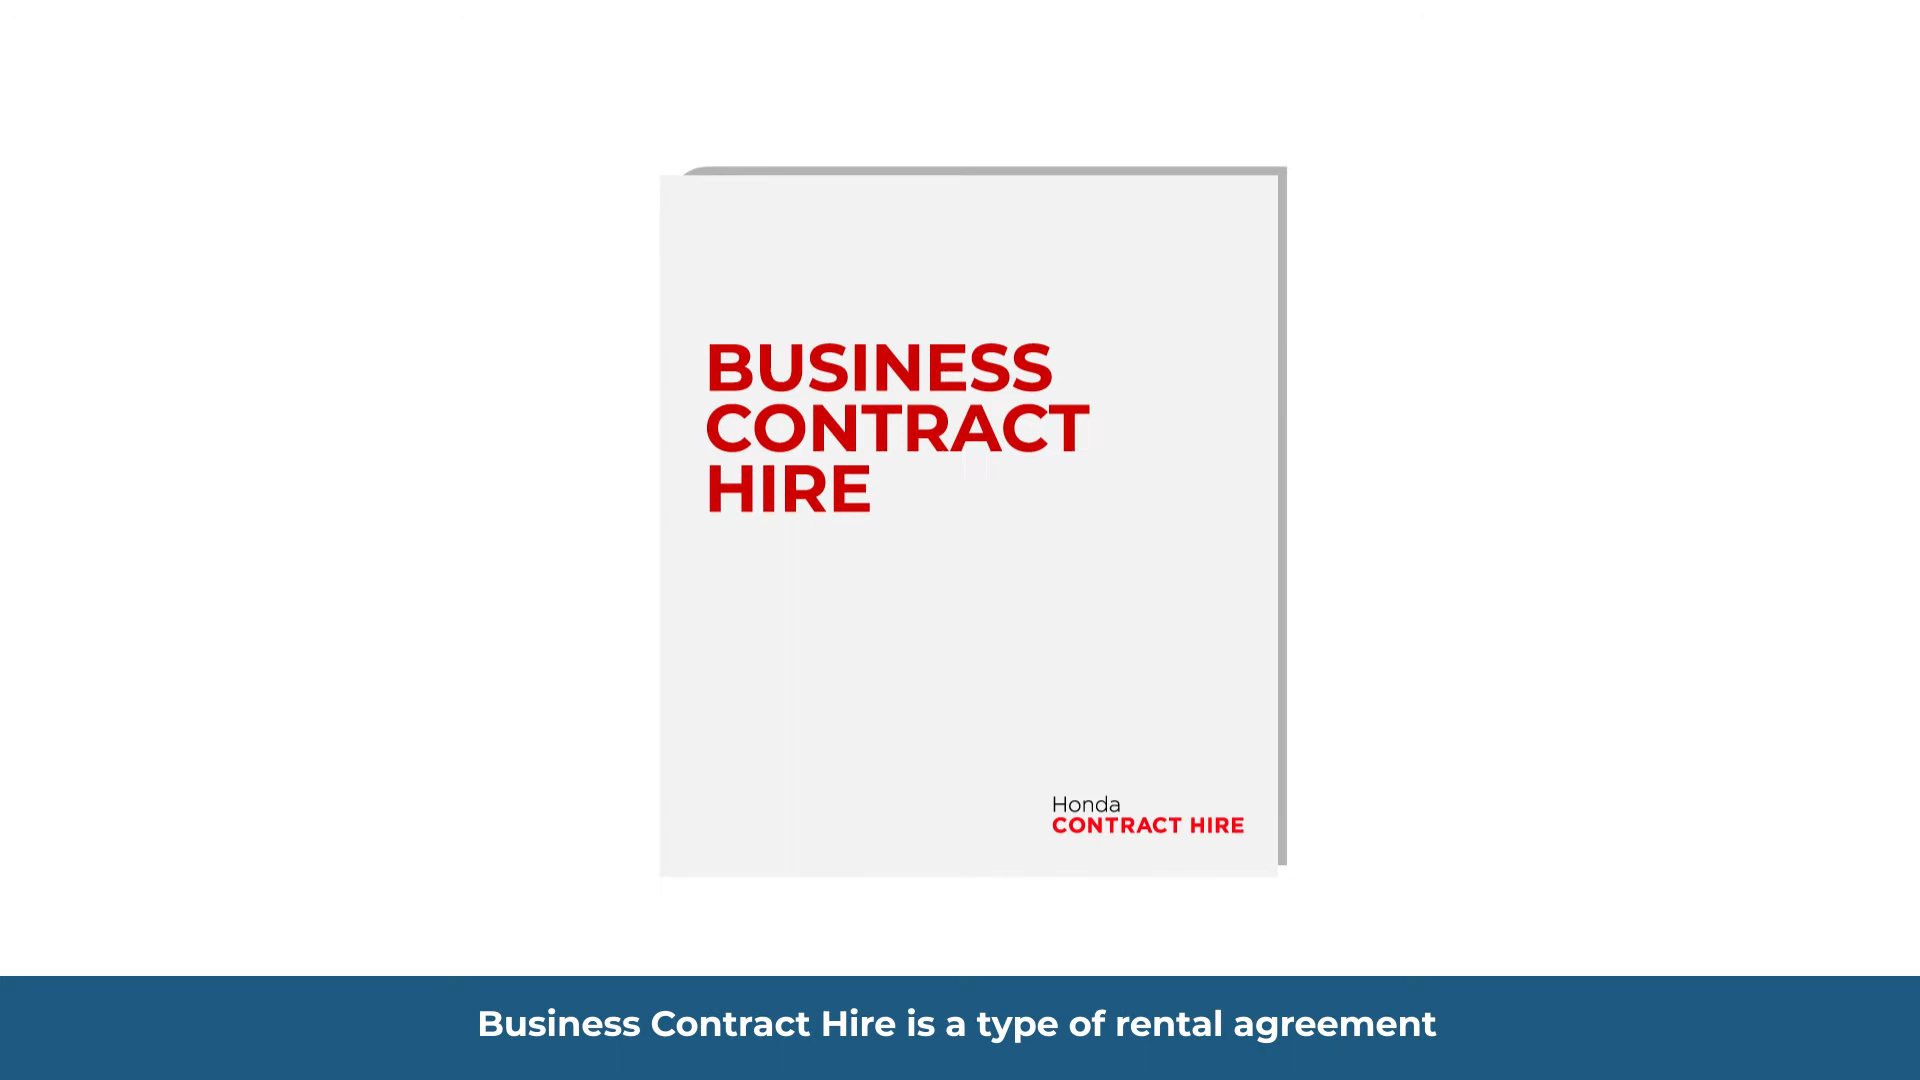 BUSINESS
CONTRACT
HIRE
Honda
CONTRACT HIRE
Business Contract Hire is a type of rental agreement